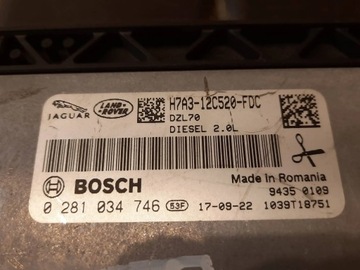 JAGUAR
LAND ROVER
H7A3-12C520-FDC
DZL70
DIESEL 2.0L
BOSCH
Made in Romania
9435 0109
0 281 034 746 53F 17-09-22 1039T18751